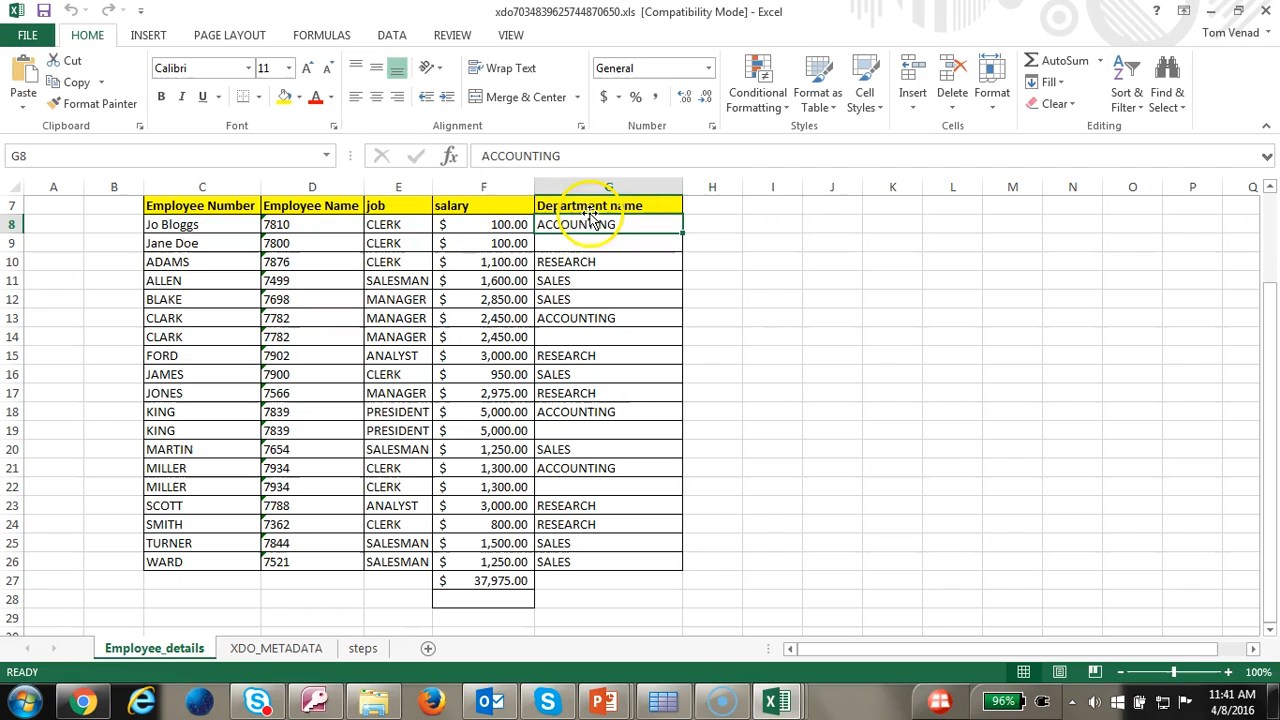 xdo7034839625744870650.xls [Compatibility Mode] - Excel
FILE HOME INSERT PAGE LAYOUT FORMULAS DATA REVIEW VIEW Tom Venad
Cut Calibri 11 Wrap Text General AutoSum
Copy Fill
Paste Format Painter Merge & Center Conditional Formatting Format as Table Cell Styles Insert Delete Format Clear Sort & Filter Find & Select
Clipboard Font Alignment Number Styles Cells Editing
G8 ACCOUNTING
A B C D E F G H I J K L M N O P Q
7 Employee Number Employee Name job salary Department name
8 Jo Bloggs 7810 CLERK $ 100.00 ACCOUNTING
9 Jane Doe 7800 CLERK $ 100.00
10 ADAMS 7876 CLERK $ 1,100.00 RESEARCH
11 ALLEN 7499 SALESMAN $ 1,600.00 SALES
12 BLAKE 7698 MANAGER $ 2,850.00 SALES
13 CLARK 7782 MANAGER $ 2,450.00 ACCOUNTING
14 CLARK 7782 MANAGER $ 2,450.00
15 FORD 7902 ANALYST $ 3,000.00 RESEARCH
16 JAMES 7900 CLERK $ 950.00 SALES
17 JONES 7566 MANAGER $ 2,975.00 RESEARCH
18 KING 7839 PRESIDENT $ 5,000.00 ACCOUNTING
19 KING 7839 PRESIDENT $ 5,000.00
20 MARTIN 7654 SALESMAN $ 1,250.00 SALES
21 MILLER 7934 CLERK $ 1,300.00 ACCOUNTING
22 MILLER 7934 CLERK $ 1,300.00
23 SCOTT 7788 ANALYST $ 3,000.00 RESEARCH
24 SMITH 7362 CLERK $ 800.00 RESEARCH
25 TURNER 7844 SALESMAN $ 1,500.00 SALES
26 WARD 7521 SALESMAN $ 1,250.00 SALES
27 $ 37,975.00
28
29
Employee_details XDO_METADATA steps
READY 100%
96% 11:41 AM
4/8/2016